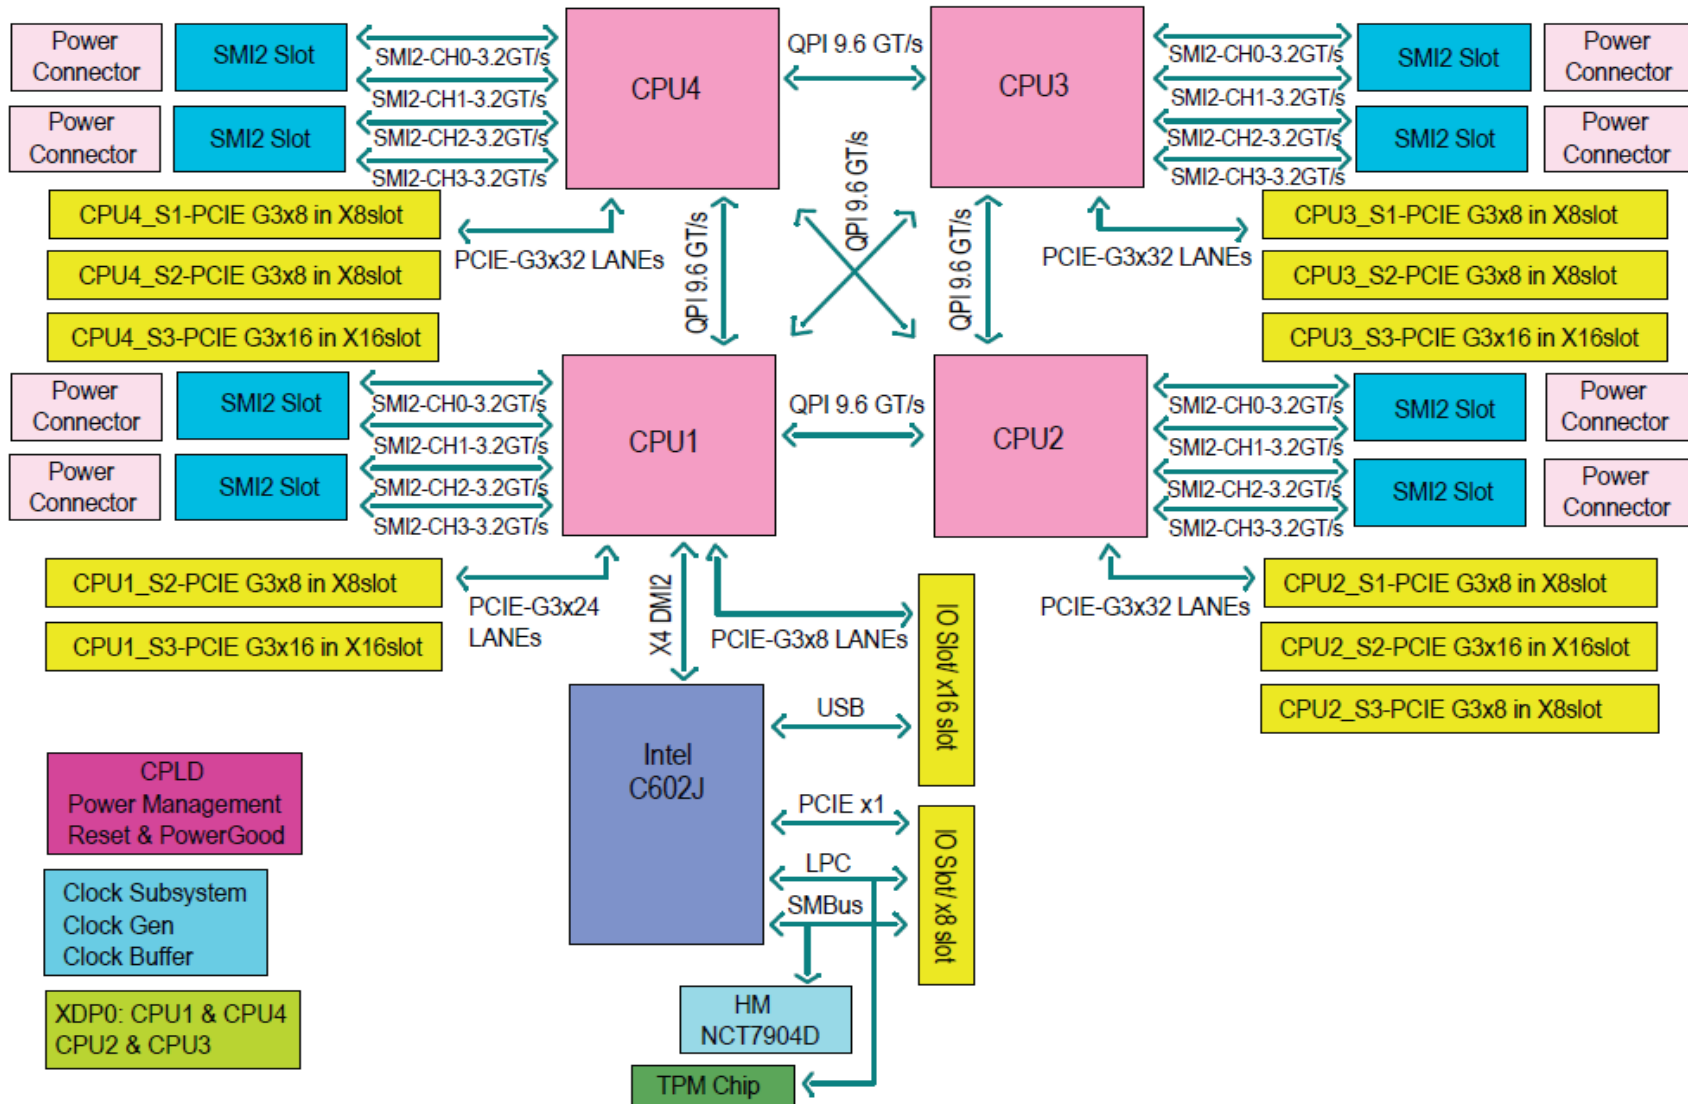 Power
Connector
SMI2 Slot
SMI2-CH0-3.2GT/s
SMI2-CH1-3.2GT/s
Power
Connector
SMI2 Slot
SMI2-CH2-3.2GT/s
SMI2-CH3-3.2GT/s
CPU4
QPI 9.6 GT/s
CPU3
SMI2-CH0-3.2GT/s
SMI2-CH1-3.2GT/s
SMI2-CH2-3.2GT/s
SMI2-CH3-3.2GT/s
SMI2 Slot
Power
Connector
SMI2 Slot
Power
Connector
CPU4_S1-PCIE G3x8 in X8slot
CPU4_S2-PCIE G3x8 in X8slot
CPU4_S3-PCIE G3x16 in X16slot
PCIE-G3x32 LANEs
QPI 9.6 GT/s
QPI 9.6 GT/s
QPI 9.6 GT/s
PCIE-G3x32 LANEs
CPU3_S1-PCIE G3x8 in X8slot
CPU3_S2-PCIE G3x8 in X8slot
CPU3_S3-PCIE G3x16 in X16slot
Power
Connector
SMI2 Slot
SMI2-CH0-3.2GT/s
SMI2-CH1-3.2GT/s
Power
Connector
SMI2 Slot
SMI2-CH2-3.2GT/s
SMI2-CH3-3.2GT/s
CPU1
QPI 9.6 GT/s
CPU2
SMI2-CH0-3.2GT/s
SMI2-CH1-3.2GT/s
SMI2-CH2-3.2GT/s
SMI2-CH3-3.2GT/s
SMI2 Slot
Power
Connector
SMI2 Slot
Power
Connector
CPU1_S2-PCIE G3x8 in X8slot
CPU1_S3-PCIE G3x16 in X16slot
PCIE-G3x24
LANEs
X4 DMI2
PCIE-G3x8 LANEs
IO Slot/ x16 slot
PCIE-G3x32 LANEs
CPU2_S1-PCIE G3x8 in X8slot
CPU2_S2-PCIE G3x16 in X16slot
CPU2_S3-PCIE G3x8 in X8slot
Intel
C602J
USB
PCIE x1
LPC
SMBus
IO Slot/ x8 slot
CPLD
Power Management
Reset & PowerGood
Clock Subsystem
Clock Gen
Clock Buffer
XDP0: CPU1 & CPU4
CPU2 & CPU3
HM
NCT7904D
TPM Chip